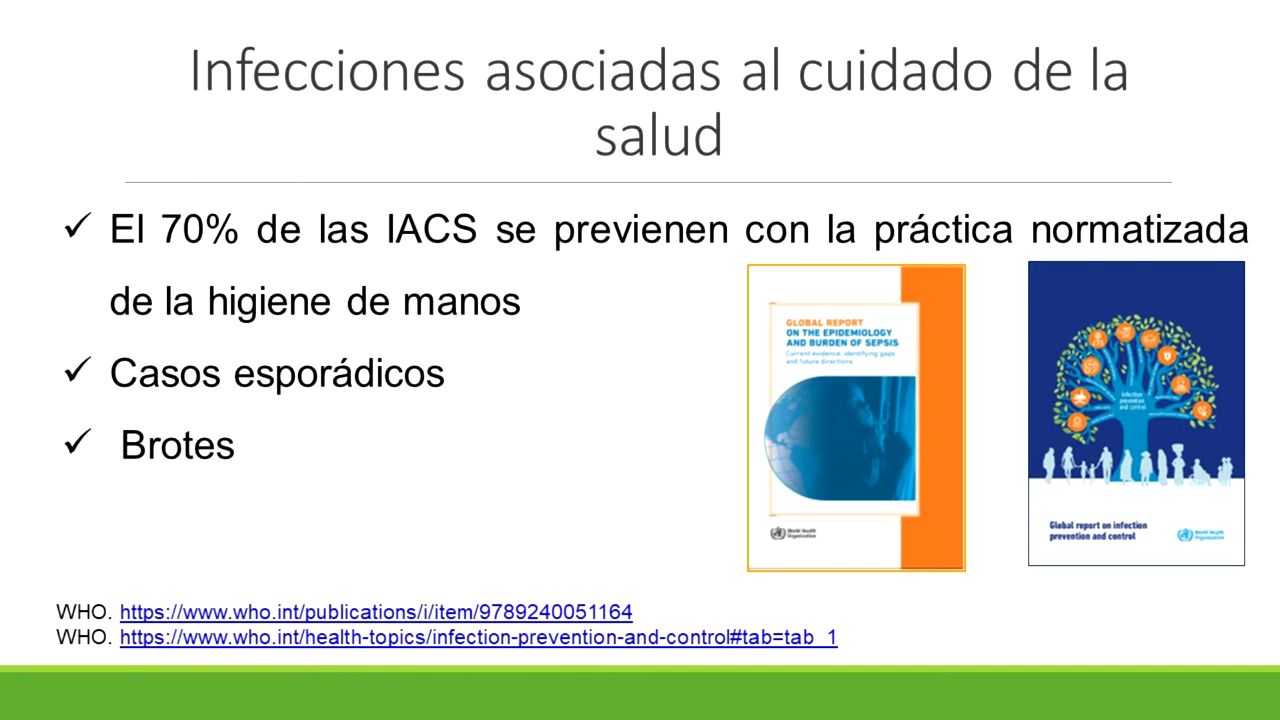 Infecciones asociadas al cuidado de la
salud
✓ El 70% de las IACS se previenen con la práctica normatizada
de la higiene de manos
✓ Casos esporádicos
✓ Brotes
GLOBAL REPORT
ON THE EPIDEMIOLOGY
AND BURDEN OF SEPSIS
Current evidence, identifying gaps
and future directions
World Health
Organization
Infection
prevention
and control
Global report on infection
prevention and control
World Health
Organization
WHO. https://www.who.int/publications/i/item/9789240051164
WHO. https://www.who.int/health-topics/infection-prevention-and-control#tab=tab_1